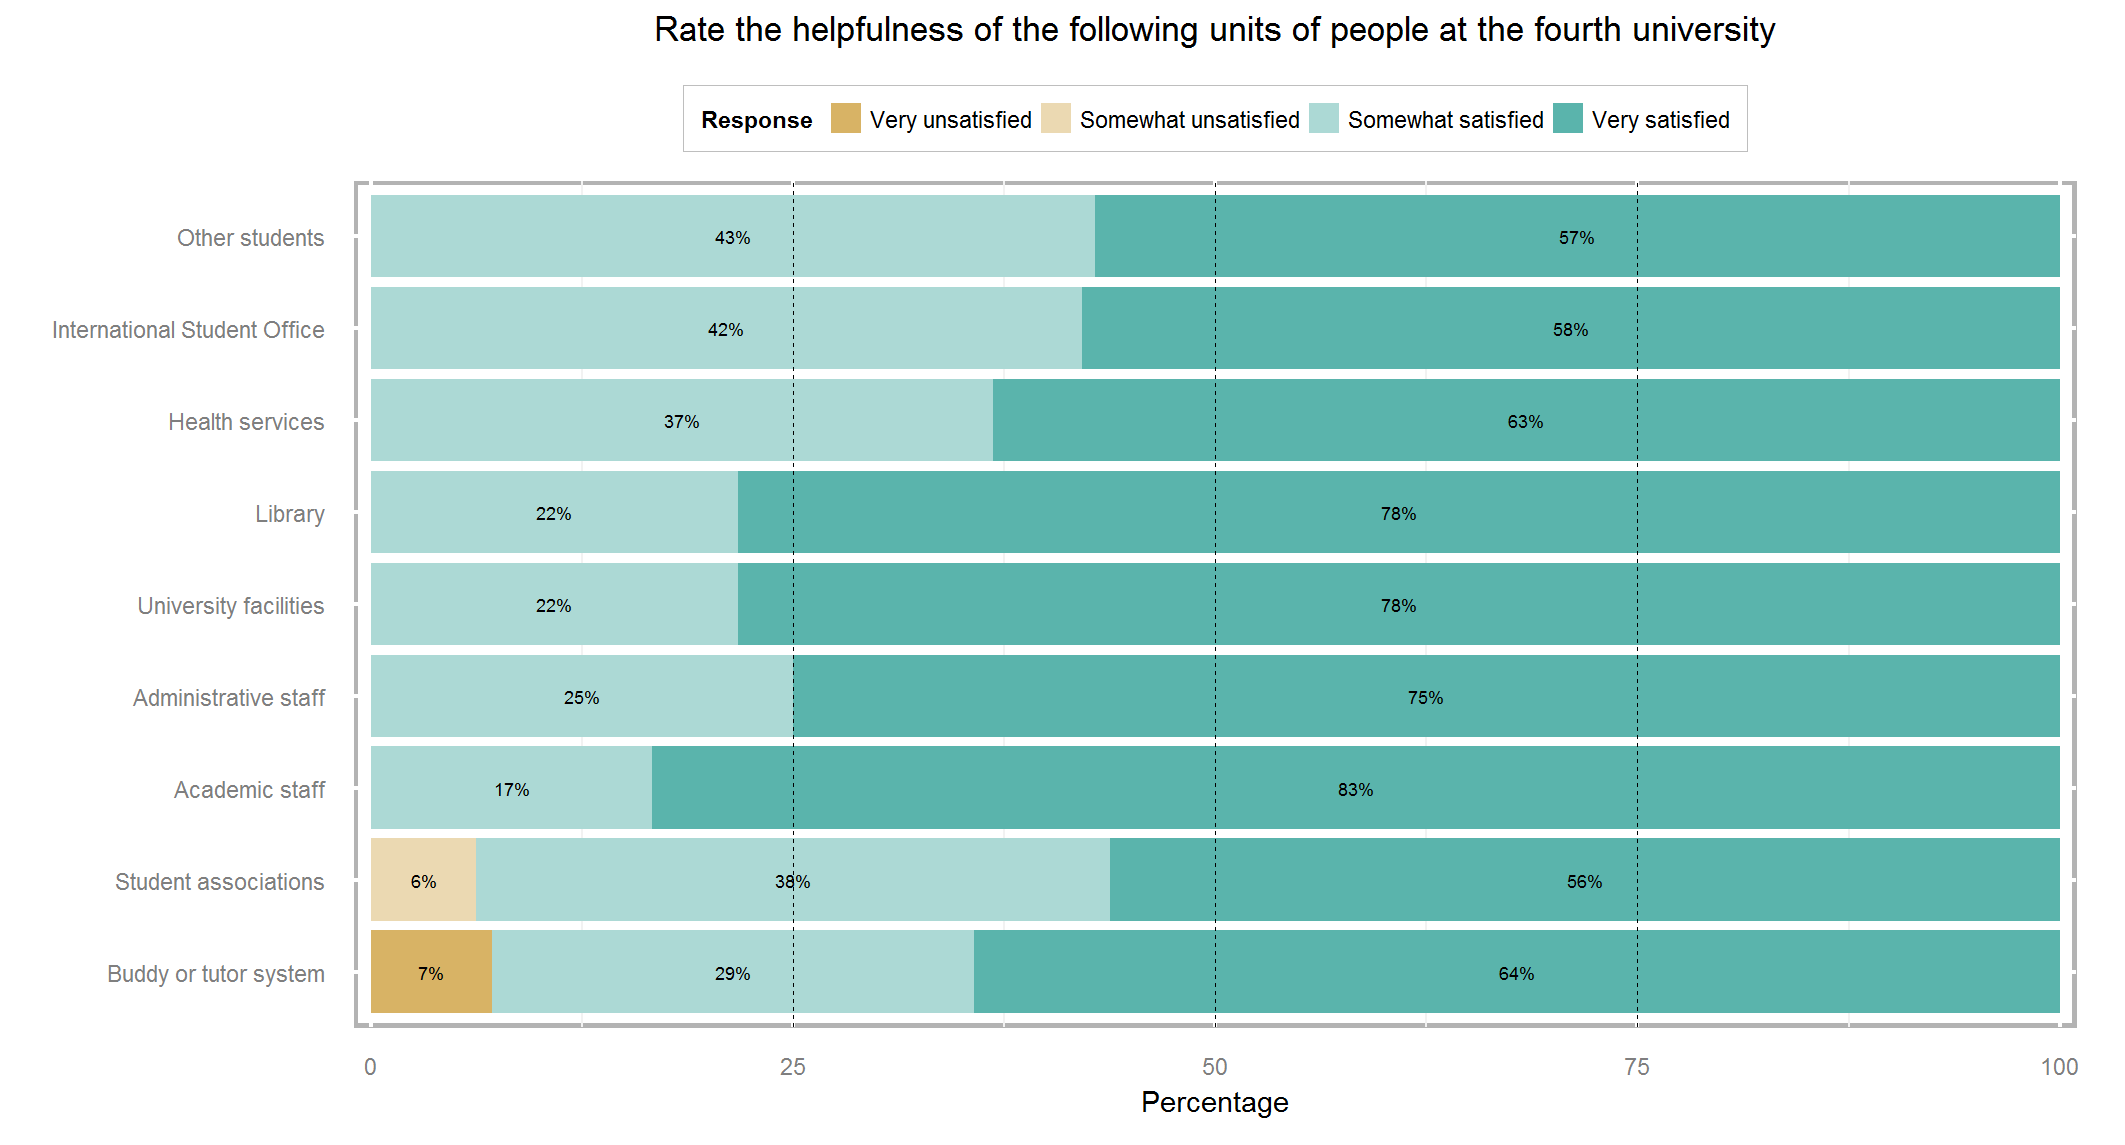 Rate the helpfulness of the following units of people at the fourth university
Response Very unsatisfied Somewhat unsatisfied Somewhat satisfied Very satisfied
Other students 43% 57%
International Student Office 42% 58%
Health services 37% 63%
Library 22% 78%
University facilities 22% 78%
Administrative staff 25% 75%
Academic staff 17% 83%
Student associations 6% 38% 56%
Buddy or tutor system 7% 29% 64%
0 25 50 75 100
Percentage